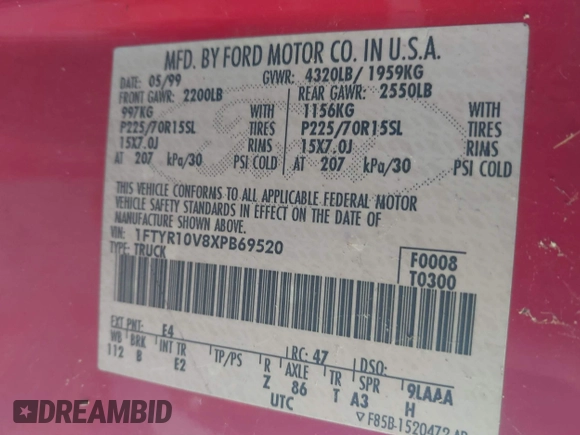 MFD. BY FORD MOTOR CO. IN U.S.A.
DATE: 05/99 GVWR: 4320LB/ 1959KG
FRONT GAWR: 2200LB REAR GAWR: 2550LB
997KG WITH 1156KG WITH
P225/70R15SL TIRES P225/70R15SL TIRES
15X7.0J RIMS 15X7.0J RIMS
AT 207 kPa/30 PSI COLD AT 207 kPa/30 PSI COLD
THIS VEHICLE CONFORMS TO ALL APPLICABLE FEDERAL MOTOR
VEHICLE SAFETY STANDARDS IN EFFECT ON THE DATE OF MANUFACTURE
SHOWN ABOVE.
VIN: 1FTYR10V8XPB69520
TYPE: TRUCK
F0008
T0300
EXT PNT: E4 RC: 47 DSO:
WB BRK INT TR TP/PS R AXLE TR SPR
112 B E2 Z 86 T A3 H
UTC
▽ F85B-1520472-AB
DREAMBID